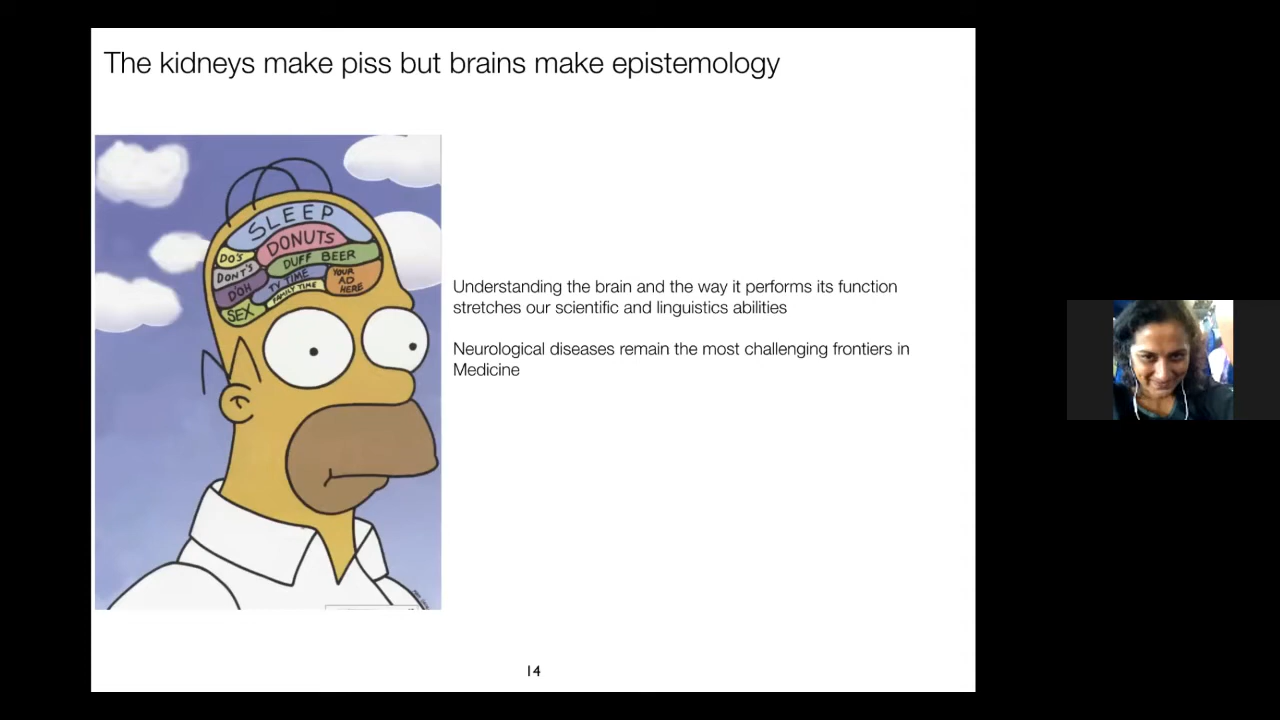 The kidneys make piss but brains make epistemology
SLEEP
DONUTS
DO'S
DUFF BEER
DONT'S
TV TIME
YOUR
AD
HERE
D'OH
FAMILY TIME
SEX
Understanding the brain and the way it performs its function
stretches our scientific and linguistics abilities
Neurological diseases remain the most challenging frontiers in
Medicine
14